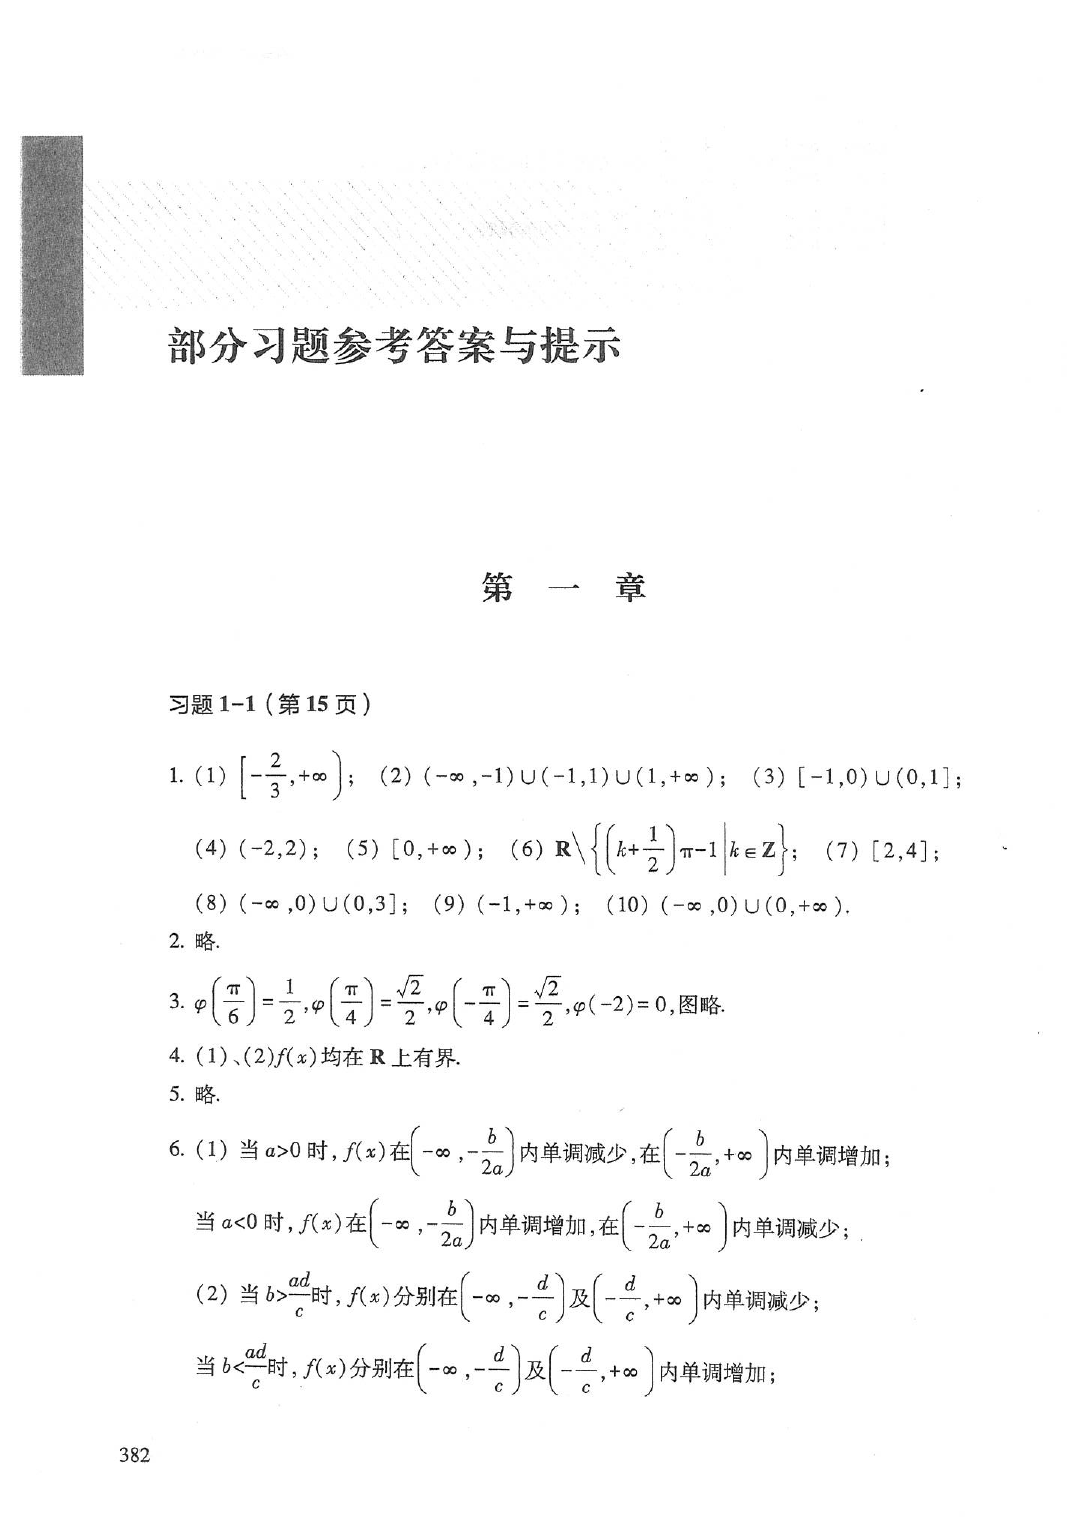 部分习题参考答案与提示
第 一 章
习题 1-1 ( 第 15 页 )
1. (1) [-2/3,+∞); (2) (-∞,-1)∪(-1,1)∪(1,+∞); (3) [-1,0)∪(0,1];
(4) (-2,2); (5) [0,+∞); (6) R\{(k+1/2)π-1|k∈Z}; (7) [2,4];
(8) (-∞,0)∪(0,3]; (9) (-1,+∞); (10) (-∞,0)∪(0,+∞).
2. 略.
3. φ(π/6)=1/2,φ(π/4)=√2/2,φ(-π/4)=√2/2,φ(-2)=0,图略.
4. (1)、(2)f(x)均在 R 上有界.
5. 略.
6. (1) 当 a>0 时, f(x)在(-∞,-b/2a)内单调减少,在(-b/2a,+∞)内单调增加;
当 a<0 时, f(x)在(-∞,-b/2a)内单调增加,在(-b/2a,+∞)内单调减少;
(2) 当 b>ad/c时, f(x)分别在(-∞,-d/c)及(-d/c,+∞)内单调减少;
当 b<ad/c时, f(x)分别在(-∞,-d/c)及(-d/c,+∞)内单调增加;
382